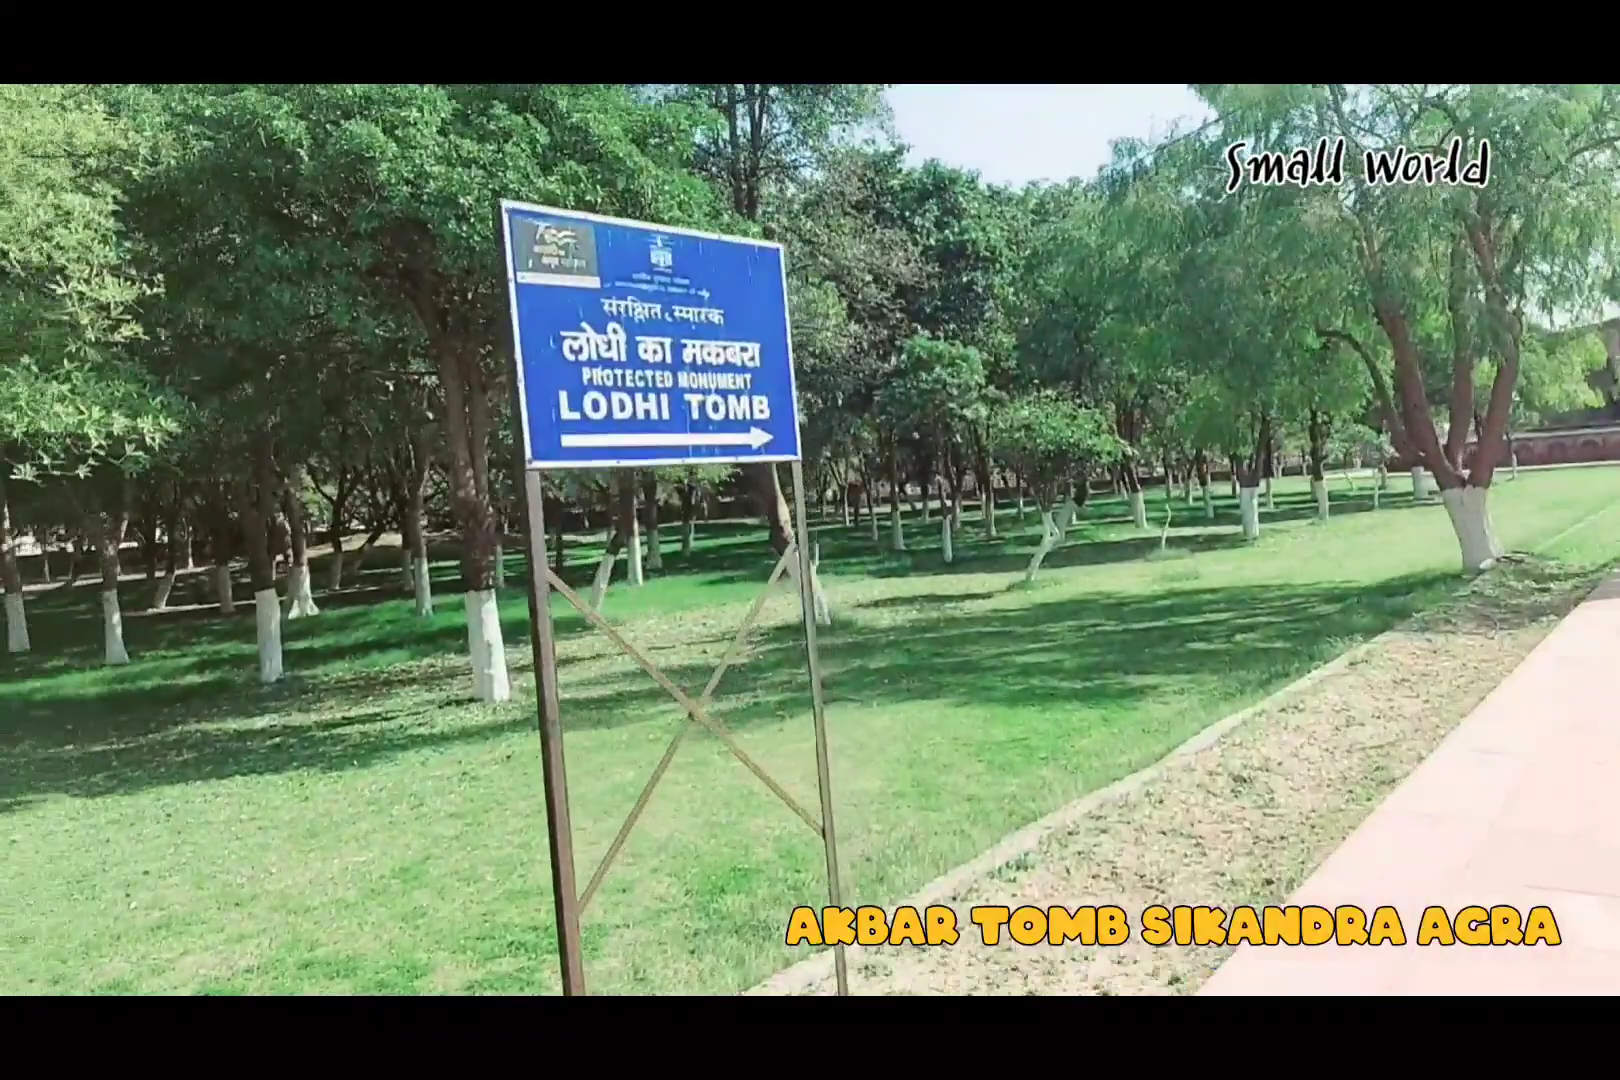 Small World
संरक्षित स्मारक
लोधी का मकबरा
PROTECTED MONUMENT
LODHI TOMB
AKBAR TOMB SIKANDRA AGRA